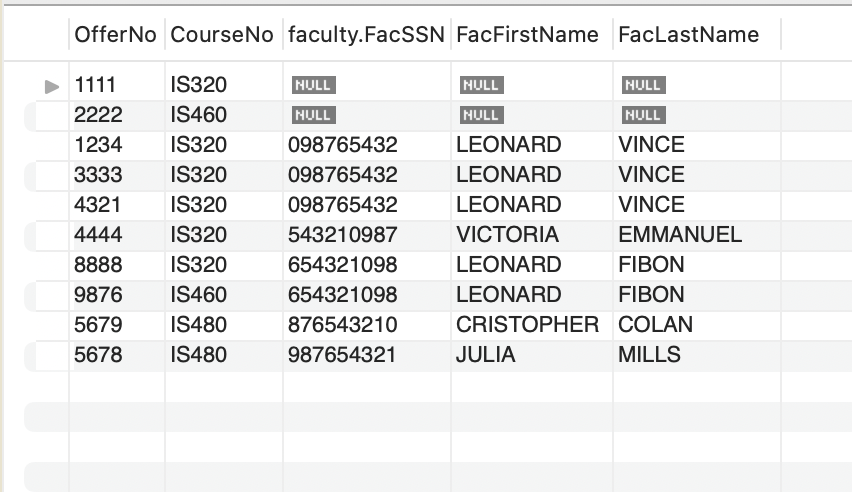 OfferNo CourseNo faculty.FacSSN FacFirstName FacLastName
1111 IS320 NULL NULL NULL
2222 IS460 NULL NULL NULL
1234 IS320 098765432 LEONARD VINCE
3333 IS320 098765432 LEONARD VINCE
4321 IS320 098765432 LEONARD VINCE
4444 IS320 543210987 VICTORIA EMMANUEL
8888 IS320 654321098 LEONARD FIBON
9876 IS460 654321098 LEONARD FIBON
5679 IS480 876543210 CRISTOPHER COLAN
5678 IS480 987654321 JULIA MILLS